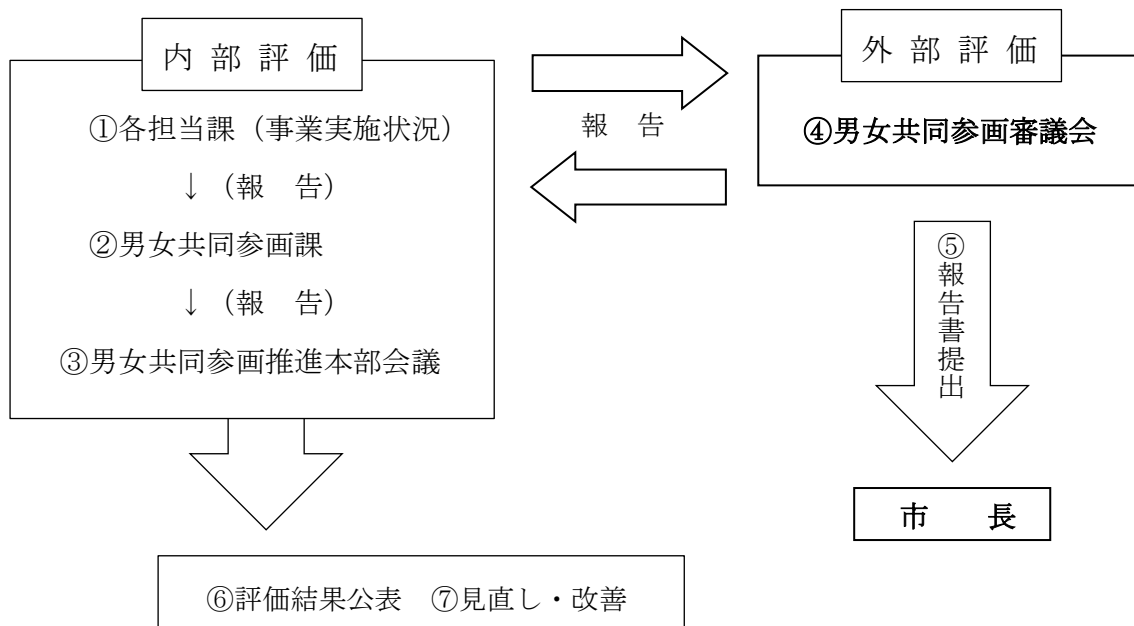 内部評価
①各担当課（事業実施状況）
↓（報　告）
②男女共同参画課
↓（報　告）
③男女共同参画推進本部会議
報　告
外部評価
④男女共同参画審議会
⑤報告書提出
市　　長
⑥評価結果公表　⑦見直し・改善